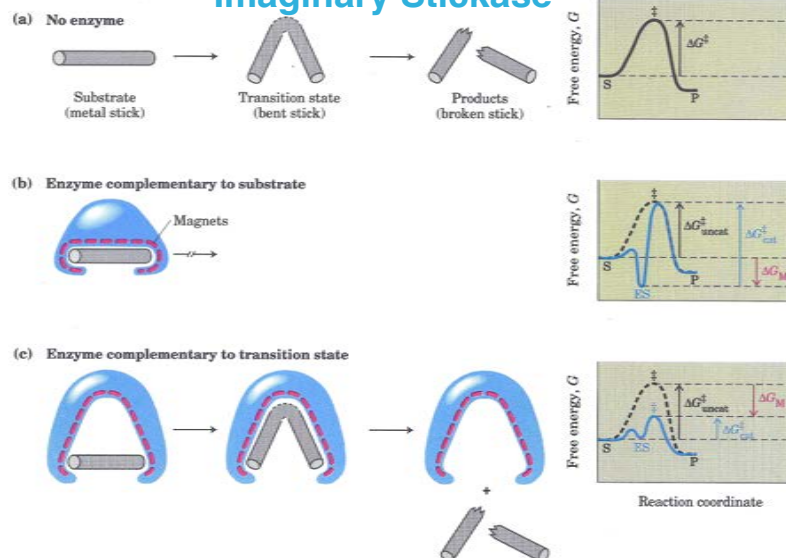 Imaginary Stickase
(a) No enzyme
Substrate
(metal stick)
Transition state
(bent stick)
Products
(broken stick)
Free energy, G
S
‡
ΔG‡
P
(b) Enzyme complementary to substrate
Magnets
Free energy, G
S
‡
ES
P
ΔG‡uncat
ΔG‡cat
ΔGM
(c) Enzyme complementary to transition state
+
Free energy, G
S
‡
‡
ES
P
ΔG‡uncat
ΔG‡cat
ΔGM
Reaction coordinate